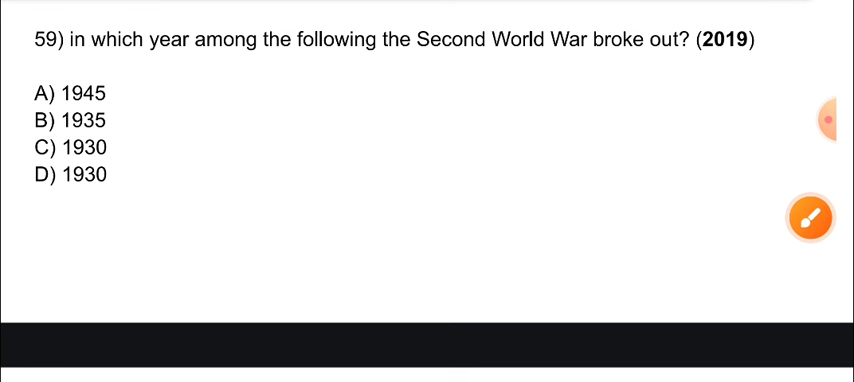 59) in which year among the following the Second World War broke out? (2019)
A) 1945
B) 1935
C) 1930
D) 1930